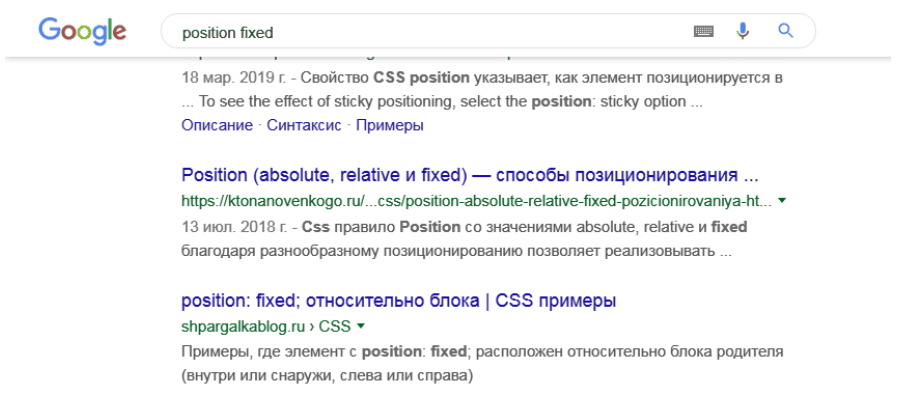 Google
position fixed
18 мар. 2019 г. - Свойство CSS position указывает, как элемент позиционируется в
... To see the effect of sticky positioning, select the position: sticky option ...
Описание · Синтаксис · Примеры
Position (absolute, relative и fixed) — способы позиционирования ...
https://ktonanovenkogo.ru/...css/position-absolute-relative-fixed-pozicionirovaniya-ht...
13 июл. 2018 г. - Css правило Position со значениями absolute, relative и fixed
благодаря разнообразному позиционированию позволяет реализовывать ...
position: fixed; относительно блока | CSS примеры
shpargalkablog.ru › CSS
Примеры, где элемент с position: fixed; расположен относительно блока родителя
(внутри или снаружи, слева или справа)